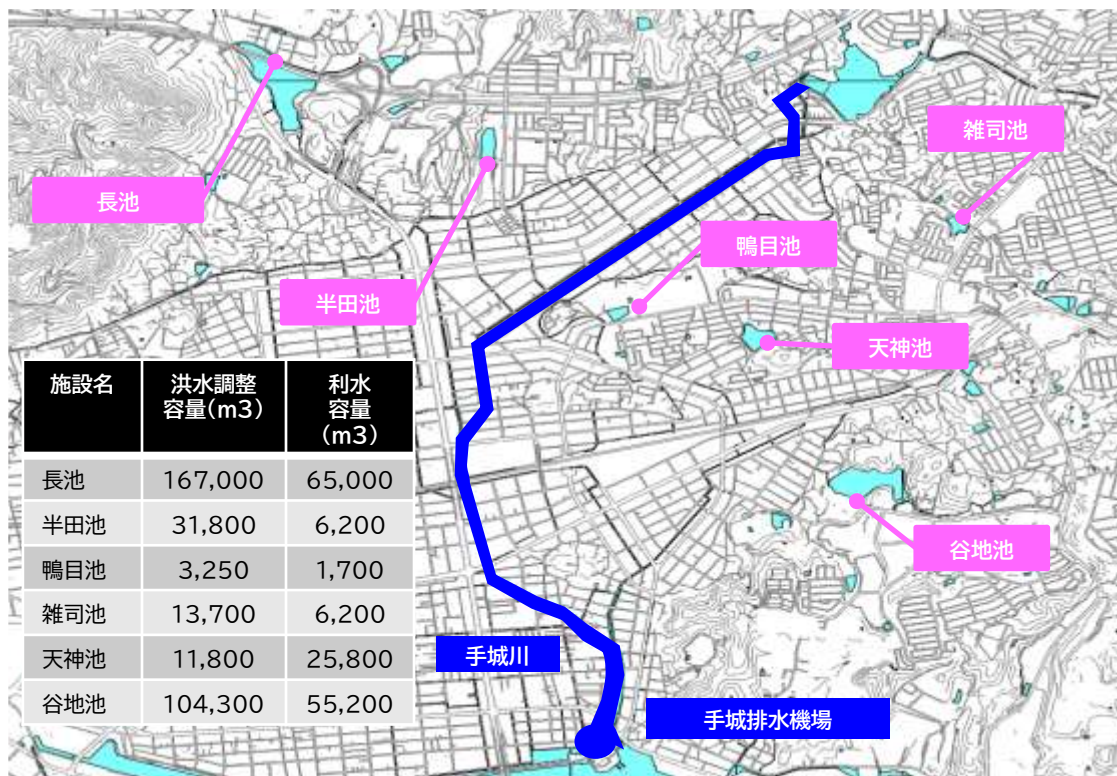 雑司池
長池
鴨目池
半田池
天神池
施設名 洪水調整容量(m3) 利水容量(m3)
長池 167,000 65,000
半田池 31,800 6,200
鴨目池 3,250 1,700
雑司池 13,700 6,200
天神池 11,800 25,800
谷地池 104,300 55,200
谷地池
手城川
手城排水機場